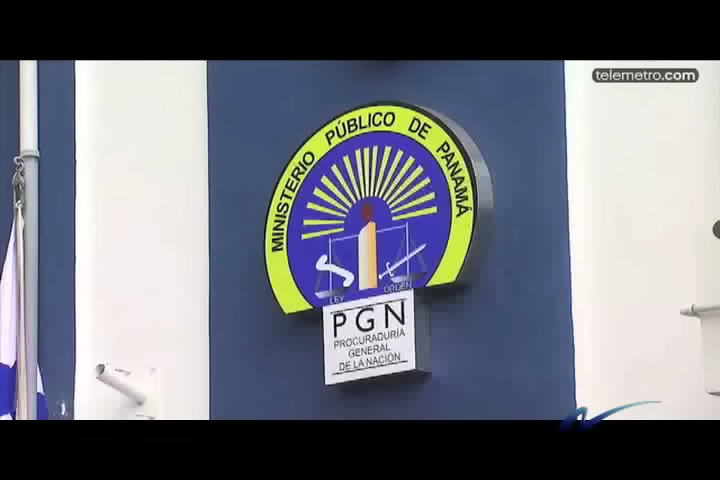 telemetro.com
MINISTERIO PÚBLICO DE PANAMÁ
LEY ORDEN
PGN
PROCURADURÍA
GENERAL
DE LA NACIÓN